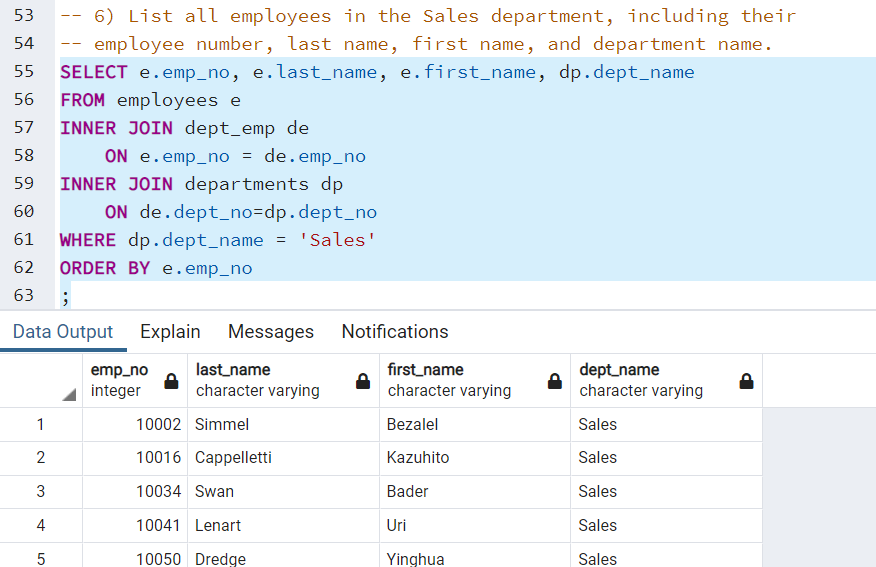 53 -- 6) List all employees in the Sales department, including their
54 -- employee number, last name, first name, and department name.
55 SELECT e.emp_no, e.last_name, e.first_name, dp.dept_name
56 FROM employees e
57 INNER JOIN dept_emp de
58 ON e.emp_no = de.emp_no
59 INNER JOIN departments dp
60 ON de.dept_no=dp.dept_no
61 WHERE dp.dept_name = 'Sales'
62 ORDER BY e.emp_no
63 ;
Data Output Explain Messages Notifications
emp_no last_name first_name dept_name
integer character varying character varying character varying
1 10002 Simmel Bezalel Sales
2 10016 Cappelletti Kazuhito Sales
3 10034 Swan Bader Sales
4 10041 Lenart Uri Sales
5 10050 Dredge Yinghua Sales